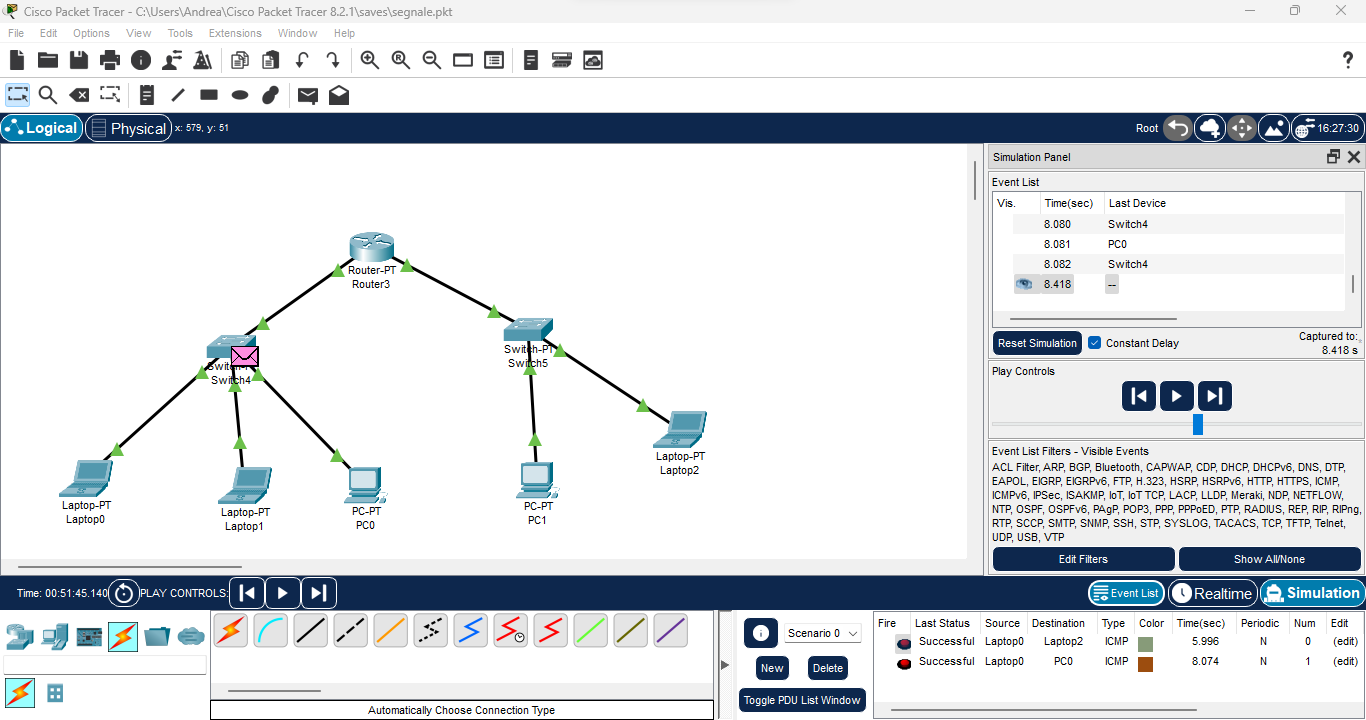 Cisco Packet Tracer - C:\Users\Andrea\Cisco Packet Tracer 8.2.1\saves\segnale.pkt
File Edit Options View Tools Extensions Window Help
Logical Physical x: 579, y: 51 Root 16:27:30
Simulation Panel
Event List
Vis. Time(sec) Last Device
8.080 Switch4
8.081 PC0
8.082 Switch4
8.418 --
Reset Simulation Constant Delay Captured to:
8.418 s
Play Controls
Event List Filters - Visible Events
ACL Filter, ARP, BGP, Bluetooth, CAPWAP, CDP, DHCP, DHCPv6, DNS, DTP,
EAPOL, EIGRP, EIGRPv6, FTP, H.323, HSRP, HSRPv6, HTTP, HTTPS, ICMP,
ICMPv6, IPSec, ISAKMP, IoT, IoT TCP, LACP, LLDP, Meraki, NDP, NETFLOW,
NTP, OSPF, OSPFv6, PAgP, POP3, PPP, PPPoED, PTP, RADIUS, REP, RIP, RIPng,
RTP, SCCP, SMTP, SNMP, SSH, STP, SYSLOG, TACACS, TCP, TFTP, Telnet,
UDP, USB, VTP
Edit Filters Show All/None
Router-PT
Router3
Switch4
Switch-PT
Switch5
Laptop-PT
Laptop2
Laptop-PT
Laptop0
Laptop-PT
Laptop1
PC-PT
PC0
PC-PT
PC1
Time: 00:51:45.140 PLAY CONTROLS: Event List Realtime Simulation
Automatically Choose Connection Type
Scenario 0
New Delete
Toggle PDU List Window
Fire Last Status Source Destination Type Color Time(sec) Periodic Num Edit
Successful Laptop0 Laptop2 ICMP 5.996 N 0 (edit)
Successful Laptop0 PC0 ICMP 8.074 N 1 (edit)